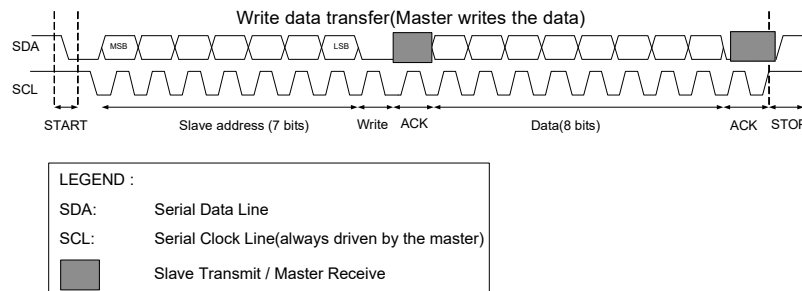 Write data transfer(Master writes the data)
SDA
MSB
LSB
SCL
START
Slave address (7 bits)
Write
ACK
Data(8 bits)
ACK
STOP
LEGEND :
SDA: Serial Data Line
SCL: Serial Clock Line(always driven by the master)
Slave Transmit / Master Receive